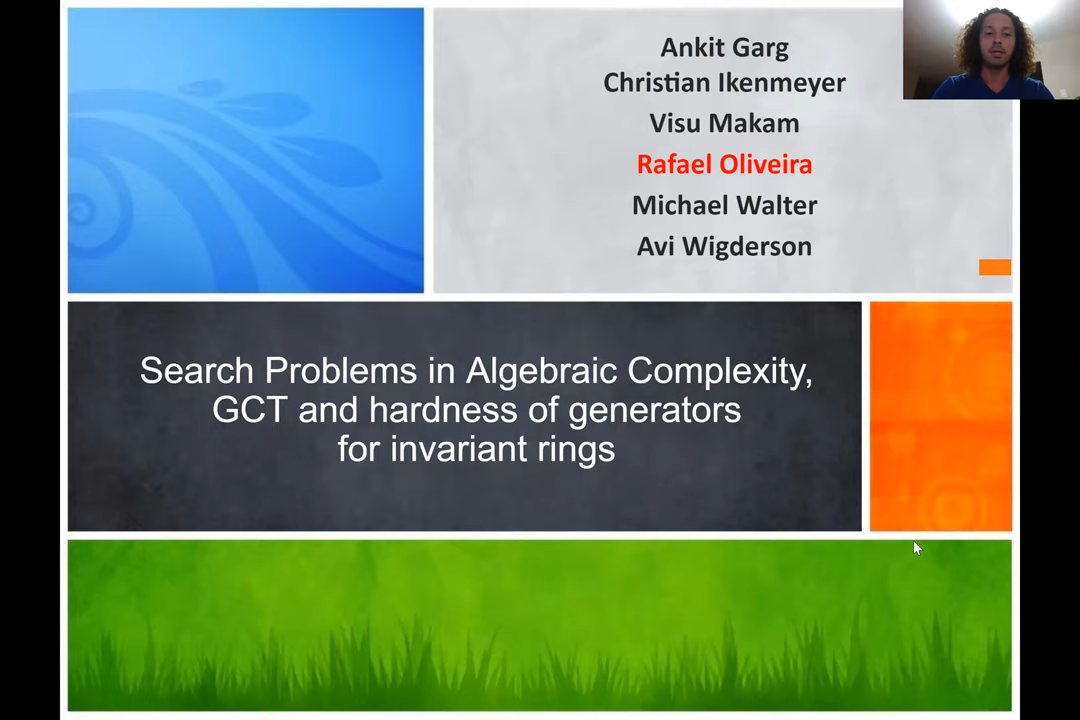 Ankit Garg
Christian Ikenmeyer
Visu Makam
Rafael Oliveira
Michael Walter
Avi Wigderson
Search Problems in Algebraic Complexity,
GCT and hardness of generators
for invariant rings